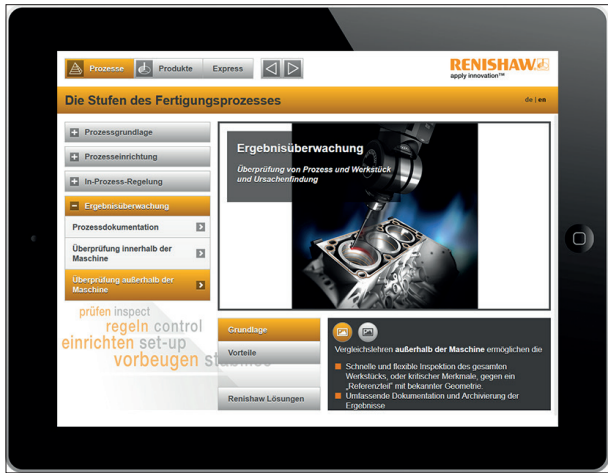 Prozesse Produkte Express
RENISHAW
apply innovation™
Die Stufen des Fertigungsprozesses
de | en
Prozessgrundlage
Prozesseinrichtung
In-Prozess-Regelung
Ergebnisüberwachung
Prozessdokumentation
Überprüfung innerhalb der
Maschine
Überprüfung außerhalb der
Maschine
Ergebnisüberwachung
Überprüfung von Prozess und Werkstück
und Ursachenfindung
prüfen inspect
regeln control
einrichten set-up
vorbeugen
Grundlage
Vorteile
Renishaw Lösungen
Vergleichslehren außerhalb der Maschine ermöglichen die
Schnelle und flexible Inspektion des gesamten
Werkstücks, oder kritischer Merkmale, gegen ein
„Referenzteil" mit bekannter Geometrie.
Umfassende Dokumentation und Archivierung der
Ergebnisse